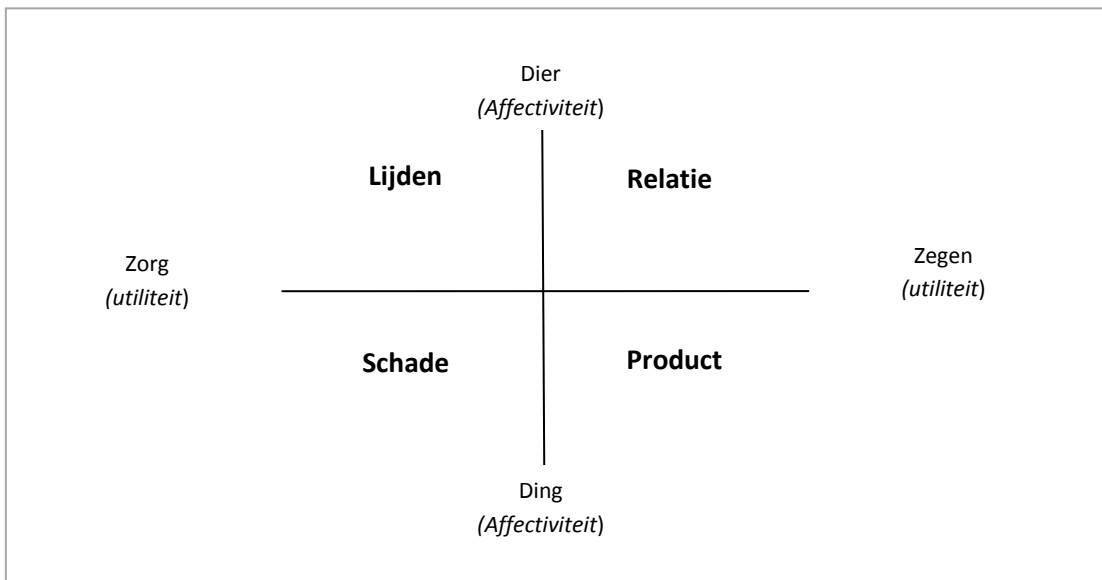 Dier
(Affectiviteit)
Lijden
Relatie
Zorg
(utiliteit)
Zegen
(utiliteit)
Schade
Product
Ding
(Affectiviteit)